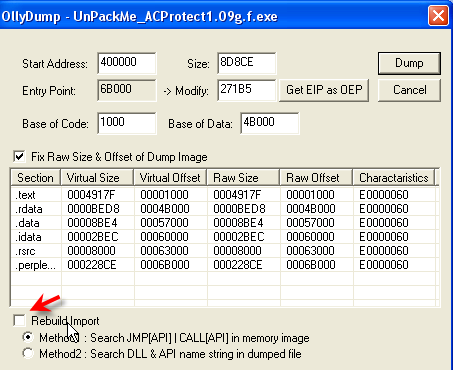 OllyDump - UnPackMe_ACProtect1.09g.f.exe
Start Address: 400000 Size: 8D8CE Dump
Entry Point: 6B000 -> Modify: 271B5 Get EIP as OEP Cancel
Base of Code: 1000 Base of Data: 4B000
Fix Raw Size & Offset of Dump Image
Section Virtual Size Virtual Offset Raw Size Raw Offset Charactaristics
.text 0004917F 00001000 0004917F 00001000 E0000060
.rdata 0000BED8 0004B000 0000BED8 0004B000 E0000060
.data 00008BE4 00057000 00008BE4 00057000 E0000060
.idata 00002BEC 00060000 00002BEC 00060000 E0000060
.rsrc 00008000 00063000 00008000 00063000 E0000060
.perple... 000228CE 0006B000 000228CE 0006B000 E0000060
Rebuild Import
Method1 : Search JMP[API] | CALL[API] in memory image
Method2 : Search DLL & API name string in dumped file